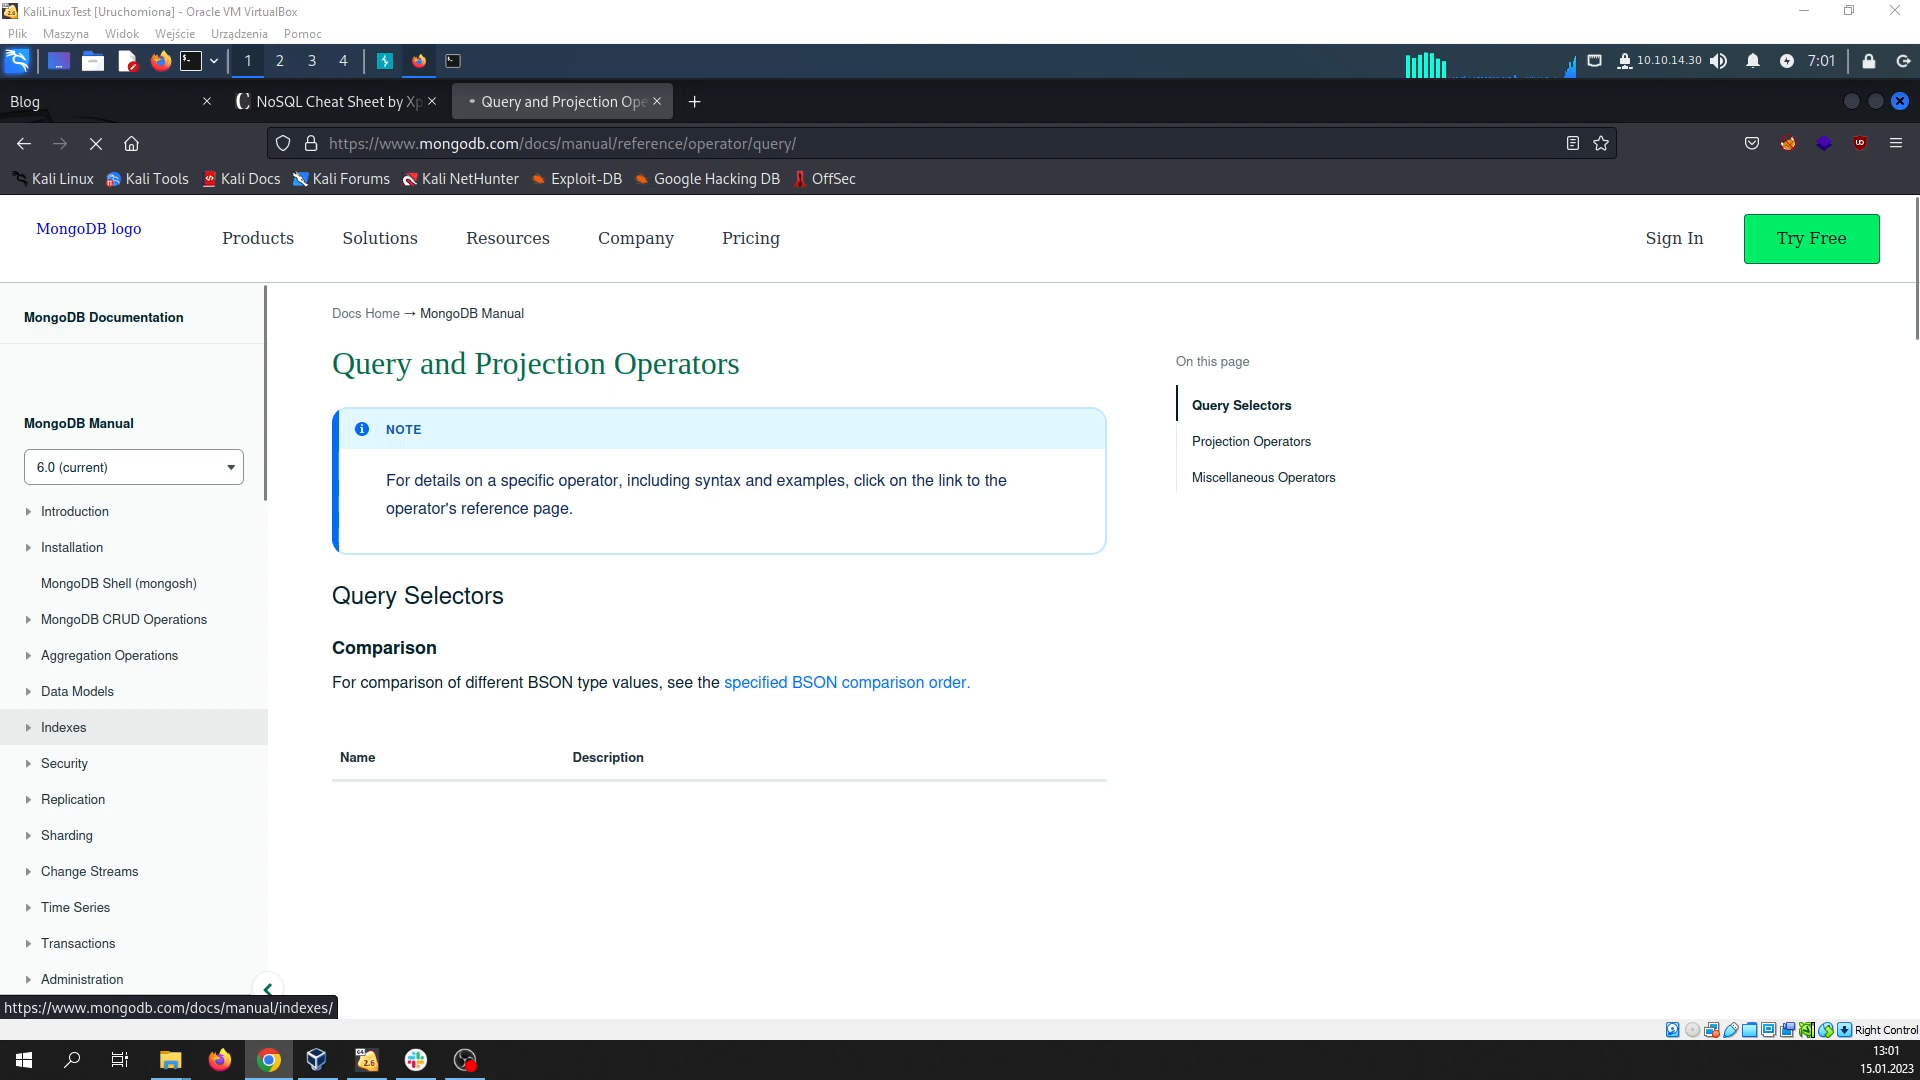 KaliLinuxTest [Uruchomiona] - Oracle VM VirtualBox
Plik Maszyna Widok Wejście Urządzenia Pomoc
1 2 3 4 10.10.14.30 7:01
Blog NoSQL Cheat Sheet by Xp Query and Projection Ope
https://www.mongodb.com/docs/manual/reference/operator/query/
Kali Linux Kali Tools Kali Docs Kali Forums Kali NetHunter Exploit-DB Google Hacking DB OffSec
MongoDB logo Products Solutions Resources Company Pricing Sign In Try Free
MongoDB Documentation
MongoDB Manual
6.0 (current)
Introduction
Installation
MongoDB Shell (mongosh)
MongoDB CRUD Operations
Aggregation Operations
Data Models
Indexes
Security
Replication
Sharding
Change Streams
Time Series
Transactions
Administration
Docs Home → MongoDB Manual
Query and Projection Operators
NOTE
For details on a specific operator, including syntax and examples, click on the link to the
operator's reference page.
Query Selectors
Comparison
For comparison of different BSON type values, see the specified BSON comparison order.
Name Description
On this page
Query Selectors
Projection Operators
Miscellaneous Operators
https://www.mongodb.com/docs/manual/indexes/
Right Control
13:01
15.01.2023